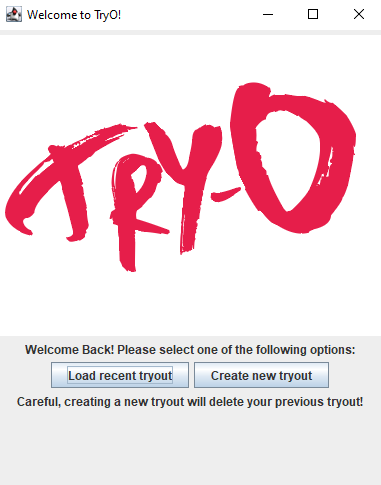 Welcome to TryO!
TRY-O
Welcome Back! Please select one of the following options:
Load recent tryout Create new tryout
Careful, creating a new tryout will delete your previous tryout!